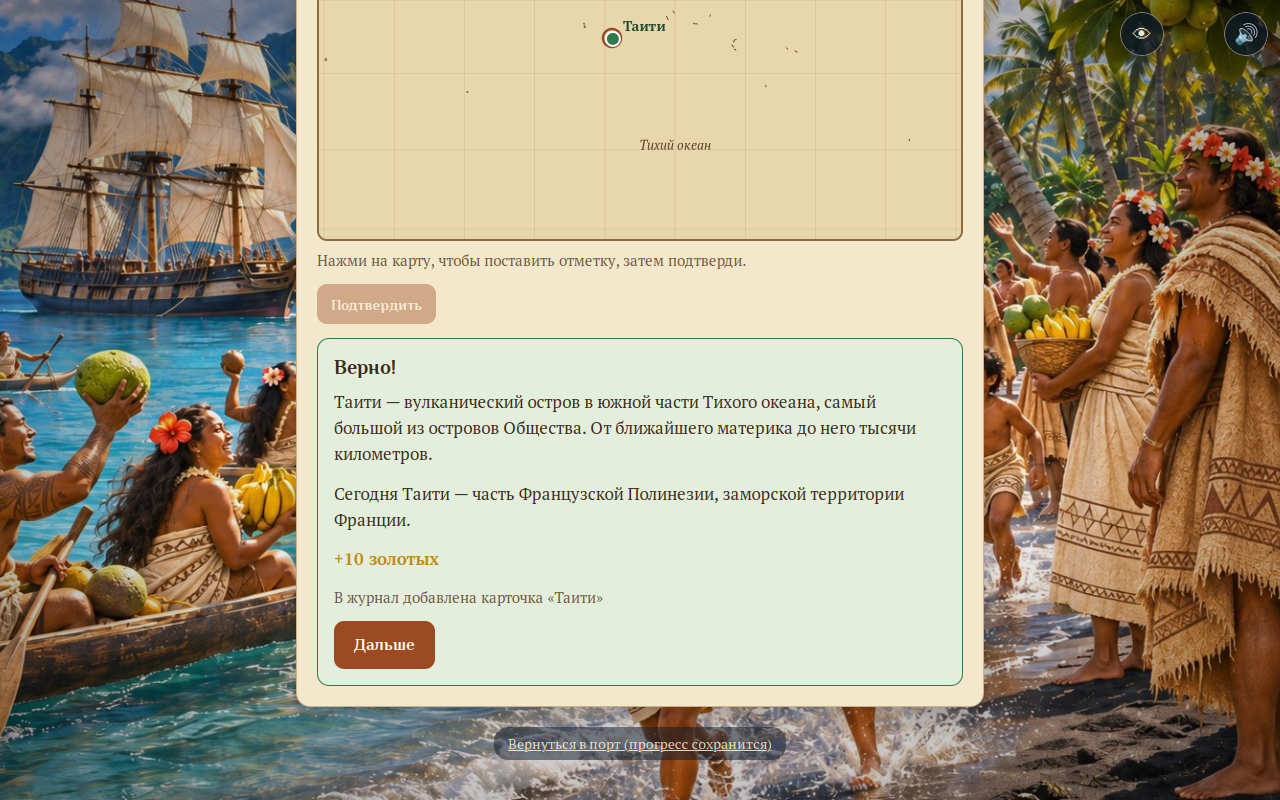 Таити
Тихий океан
Нажми на карту, чтобы поставить отметку, затем подтверди.
Подтвердить
Верно!
Таити — вулканический остров в южной части Тихого океана, самый
большой из островов Общества. От ближайшего материка до него тысячи
километров.
Сегодня Таити — часть Французской Полинезии, заморской территории
Франции.
+10 золотых
В журнал добавлена карточка «Таити»
Дальше
Вернуться в порт (прогресс сохранится)